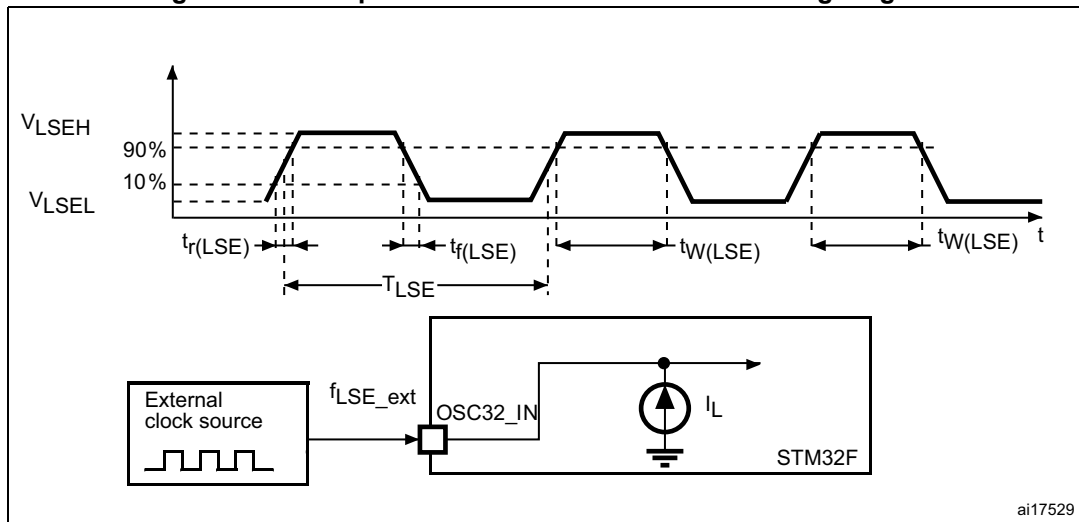 VLSEH
90%
10%
VLSEL
tr(LSE)
tf(LSE)
tW(LSE)
tW(LSE)
t
TLSE
External
clock source
fLSE_ext
OSC32_IN
IL
STM32F
ai17529